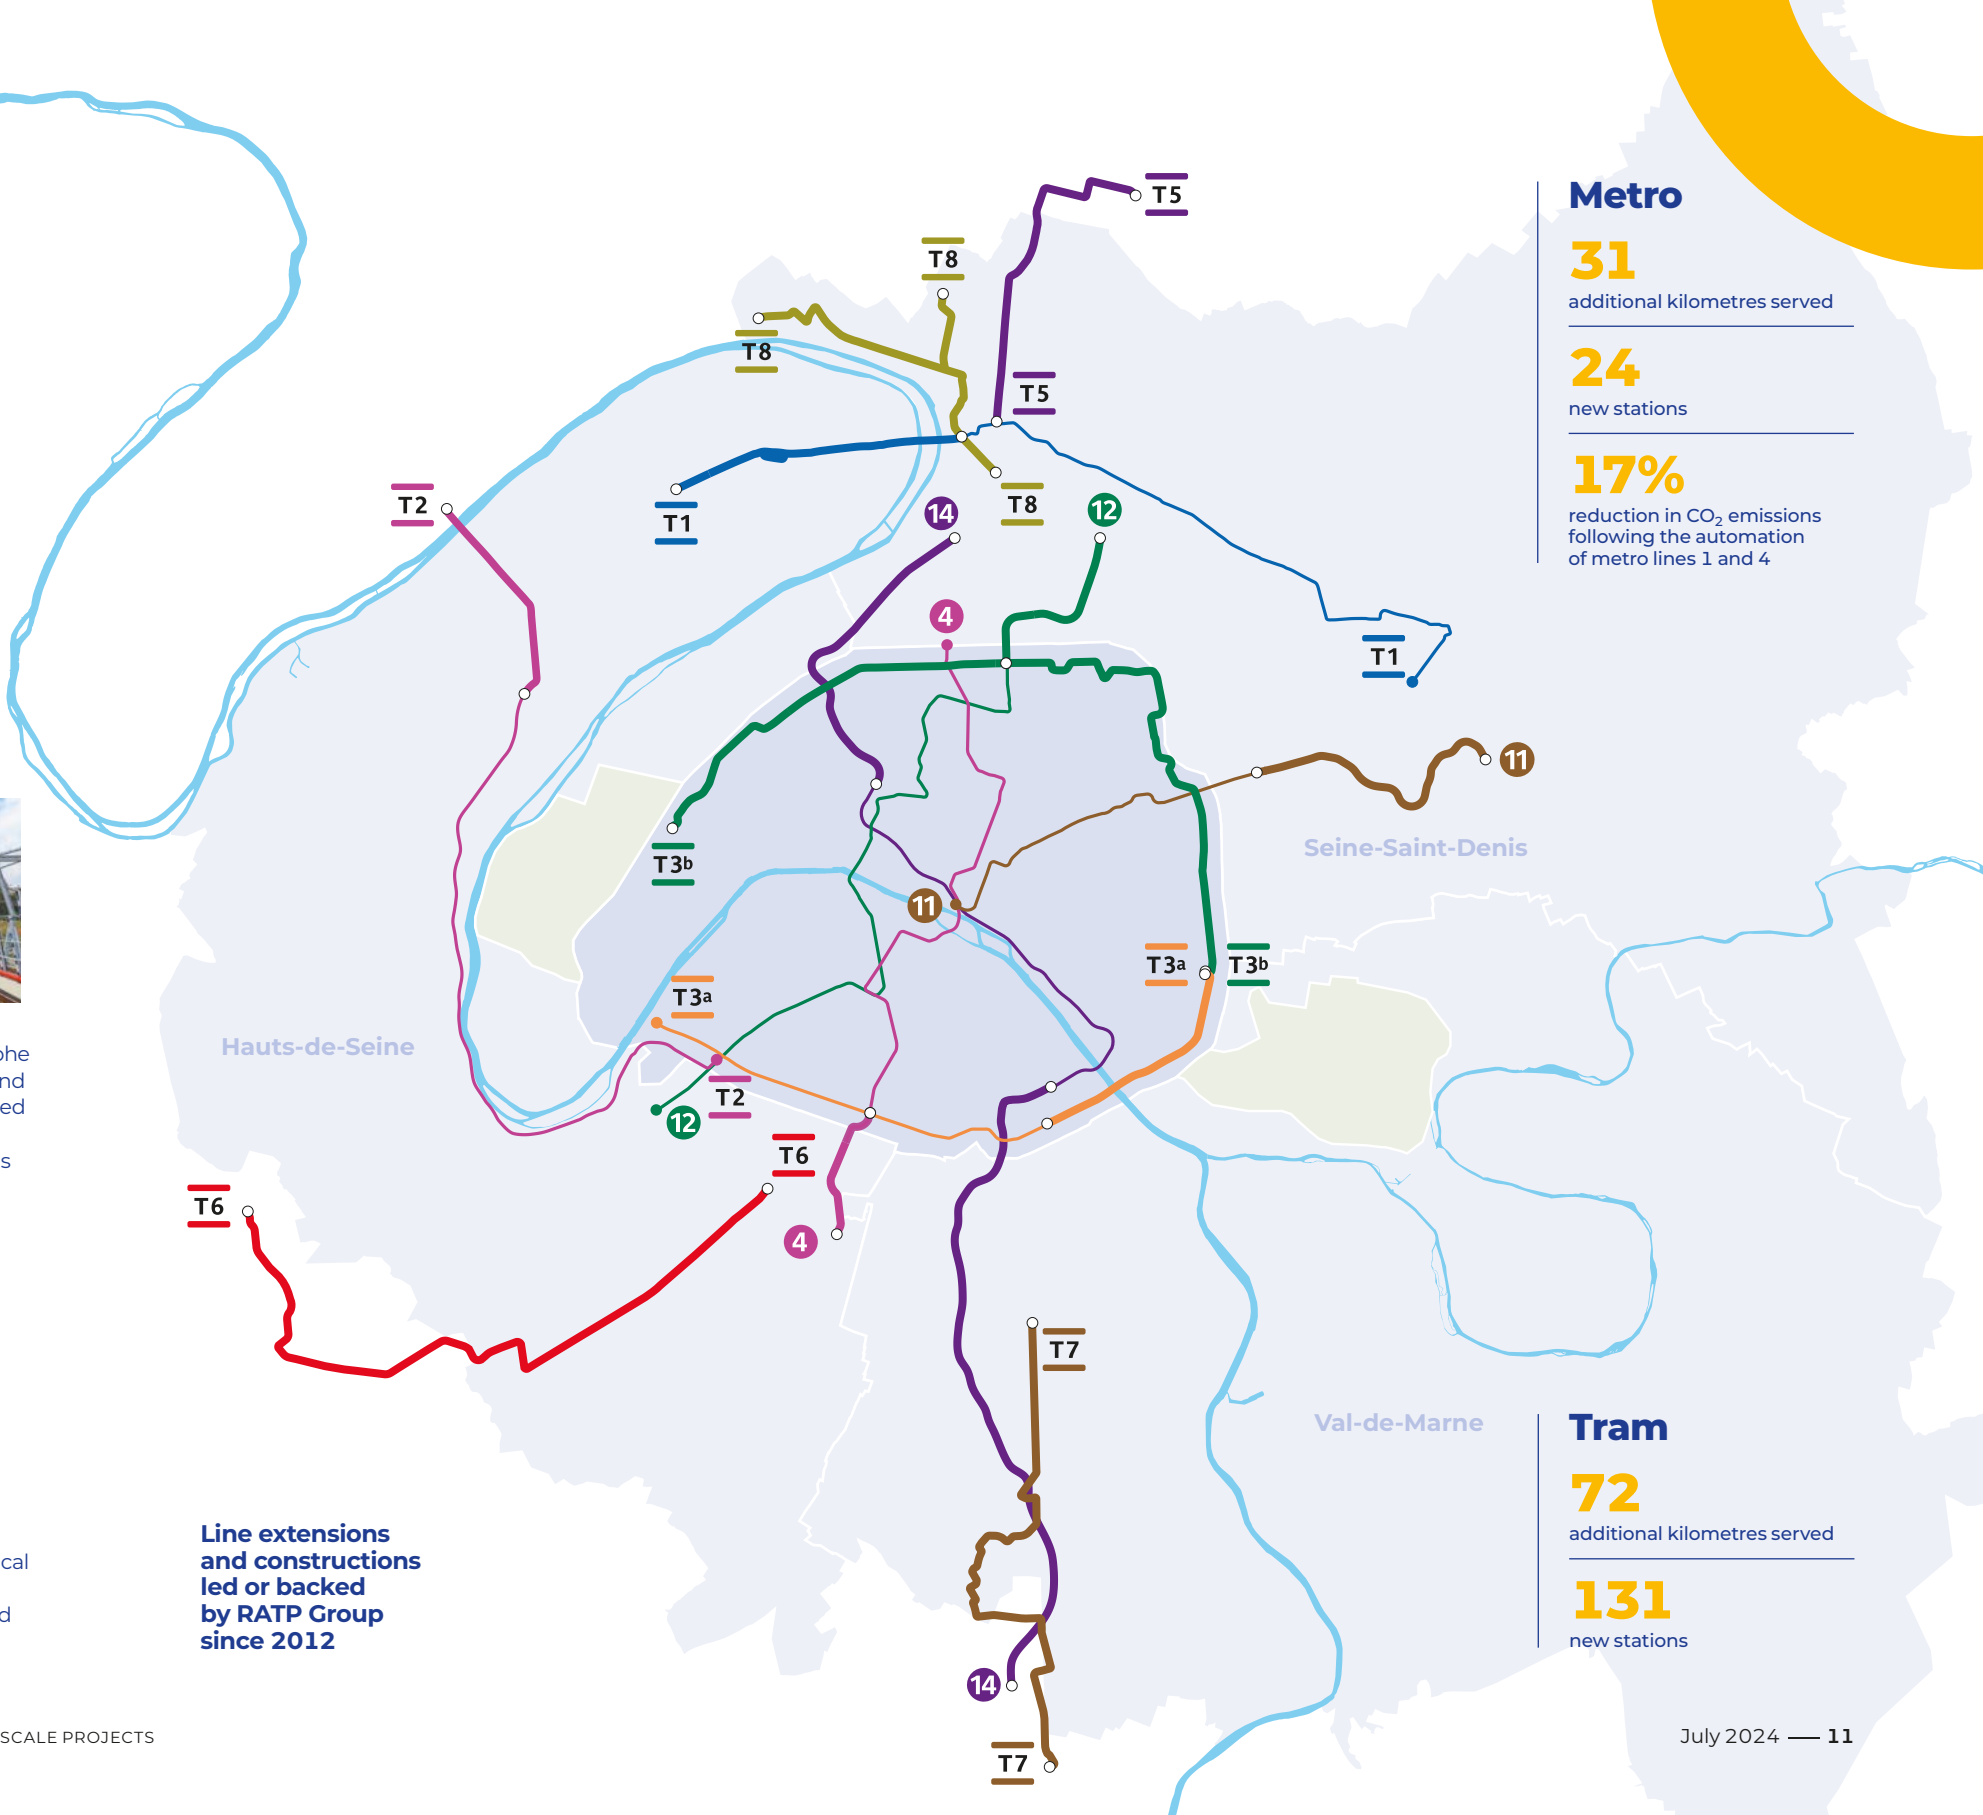 Metro
31
additional kilometres served
24
new stations
17%
reduction in CO₂ emissions
following the automation
of metro lines 1 and 4
T5
T8
T8
T5
T2
T1
T8
14
12
4
T1
11
T3b
Seine-Saint-Denis
11
T3a
T3b
T3a
Hauts-de-Seine
T2
12
T6
T6
4
T7
Val-de-Marne
14
T7
Tram
72
additional kilometres served
131
new stations
Line extensions
and constructions
led or backed
by RATP Group
since 2012
SCALE PROJECTS
July 2024 — 11